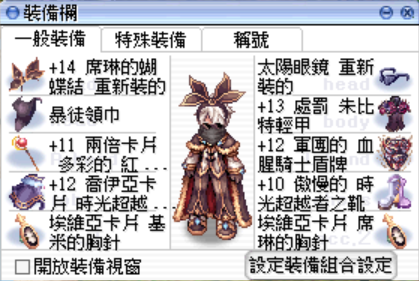 裝備欄
一般裝備 特殊裝備 稱號
+14 席琳的蝴
蝶結 重新裝的
暴徒領巾
+11 兩倍卡片
多彩的 紅 ...
+12 喬伊亞卡
片 時光超越 ...
埃維亞卡片 基
米的胸針
太陽眼鏡 重新
裝的
+13 處罰 朱比
特輕甲
+12 軍團的 血
腥騎士盾牌
+10 傲慢的 時
光超越者之靴
埃維亞卡片 席
琳的胸針
開放裝備視窗
設定裝備組合設定